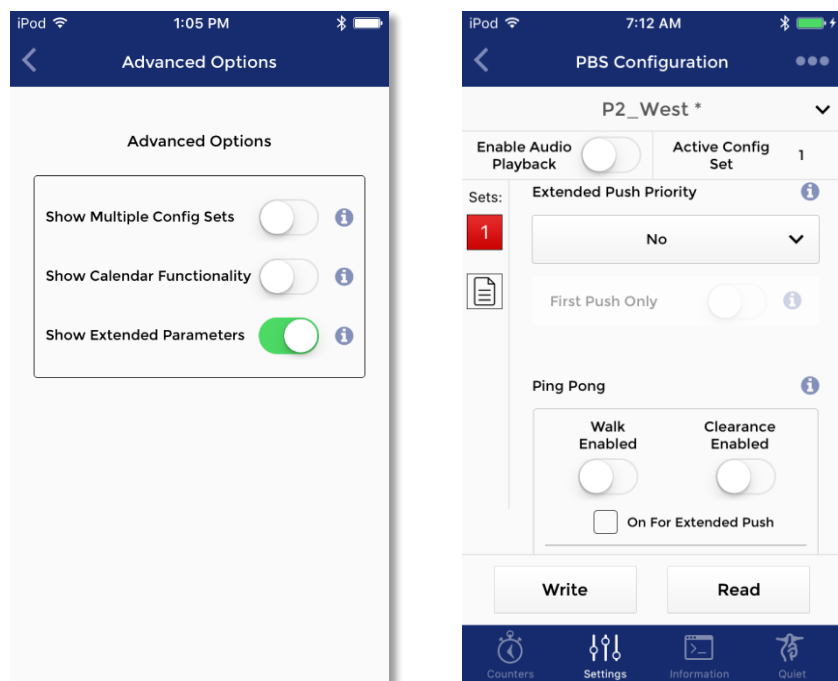 iPod 1:05 PM
Advanced Options
Advanced Options
Show Multiple Config Sets
Show Calendar Functionality
Show Extended Parameters
iPod 7:12 AM
PBS Configuration
P2_West *
Enable Audio
Playback
Active Config
Set
1
Sets:
1
Extended Push Priority
No
First Push Only
Ping Pong
Walk
Enabled
Clearance
Enabled
On For Extended Push
Write Read
Counters Settings Information Quiet